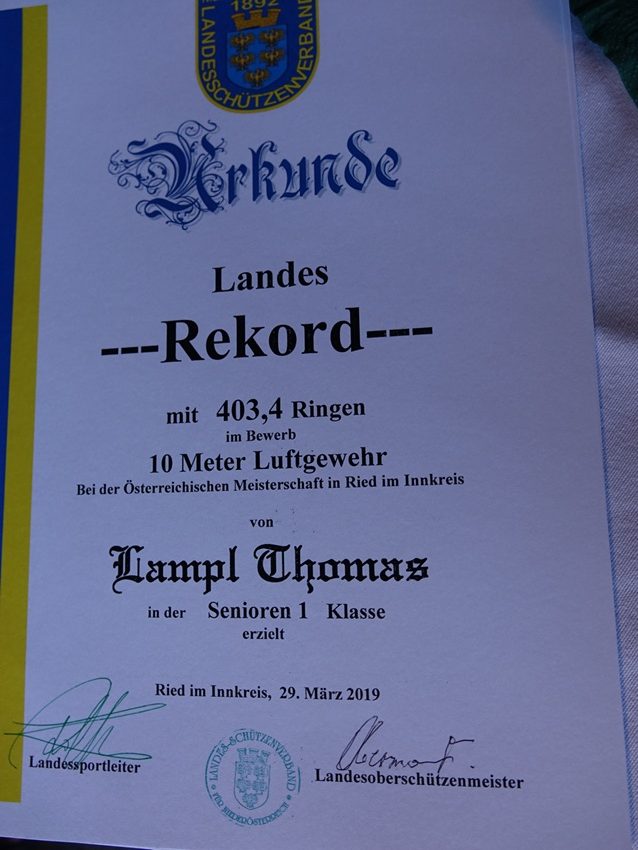 1892
LANDESSCHÜTZENVERBAND
Urkunde
Landes
---Rekord---
mit 403,4 Ringen
im Bewerb
10 Meter Luftgewehr
Bei der Österreichischen Meisterschaft in Ried im Innkreis
von
Lampl Thomas
in der Senioren 1 Klasse
erzielt
Ried im Innkreis, 29. März 2019
Landessportleiter
LANDES-SCHÜTZENVERBAND
FÜR NIEDERÖSTERREICH
Landesoberschützenmeister